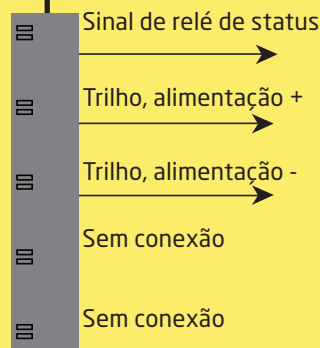 Sinal de relé de status
Trilho, alimentação +
Trilho, alimentação -
Sem conexão
Sem conexão